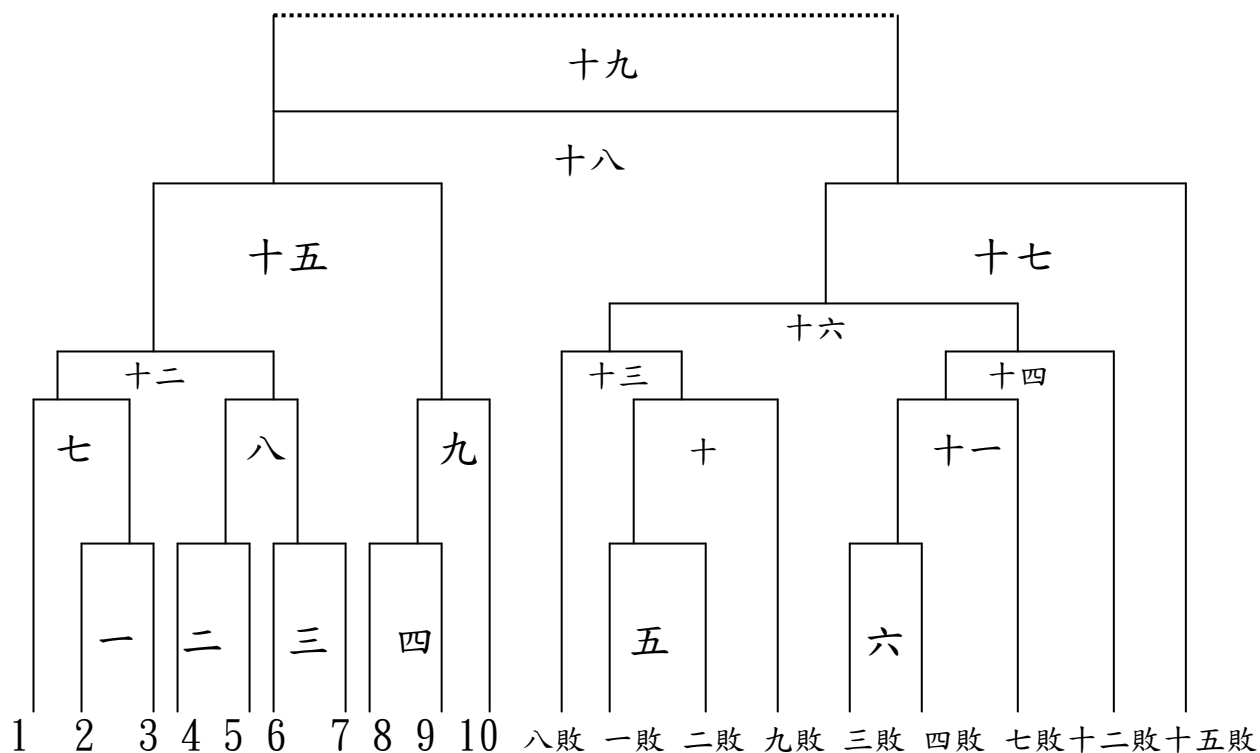 十九
十八
十五 十七
十六
十二 十三 十四
七 八 九 十 十一
一 二 三 四 五 六
1 2 3 4 5 6 7 8 9 10 八敗 一敗 二敗 九敗 三敗 四敗 七敗 十二敗 十五敗